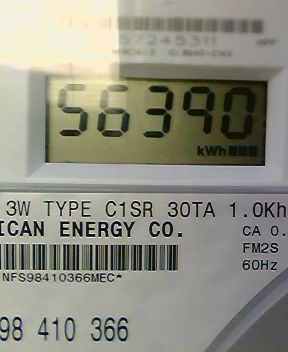 57245311
56390
kWh
3W TYPE C1SR 30TA 1.0Kh
ICAN ENERGY CO.
CA 0.
FM2S
60Hz
NFS98410366MEC*
98 410 366